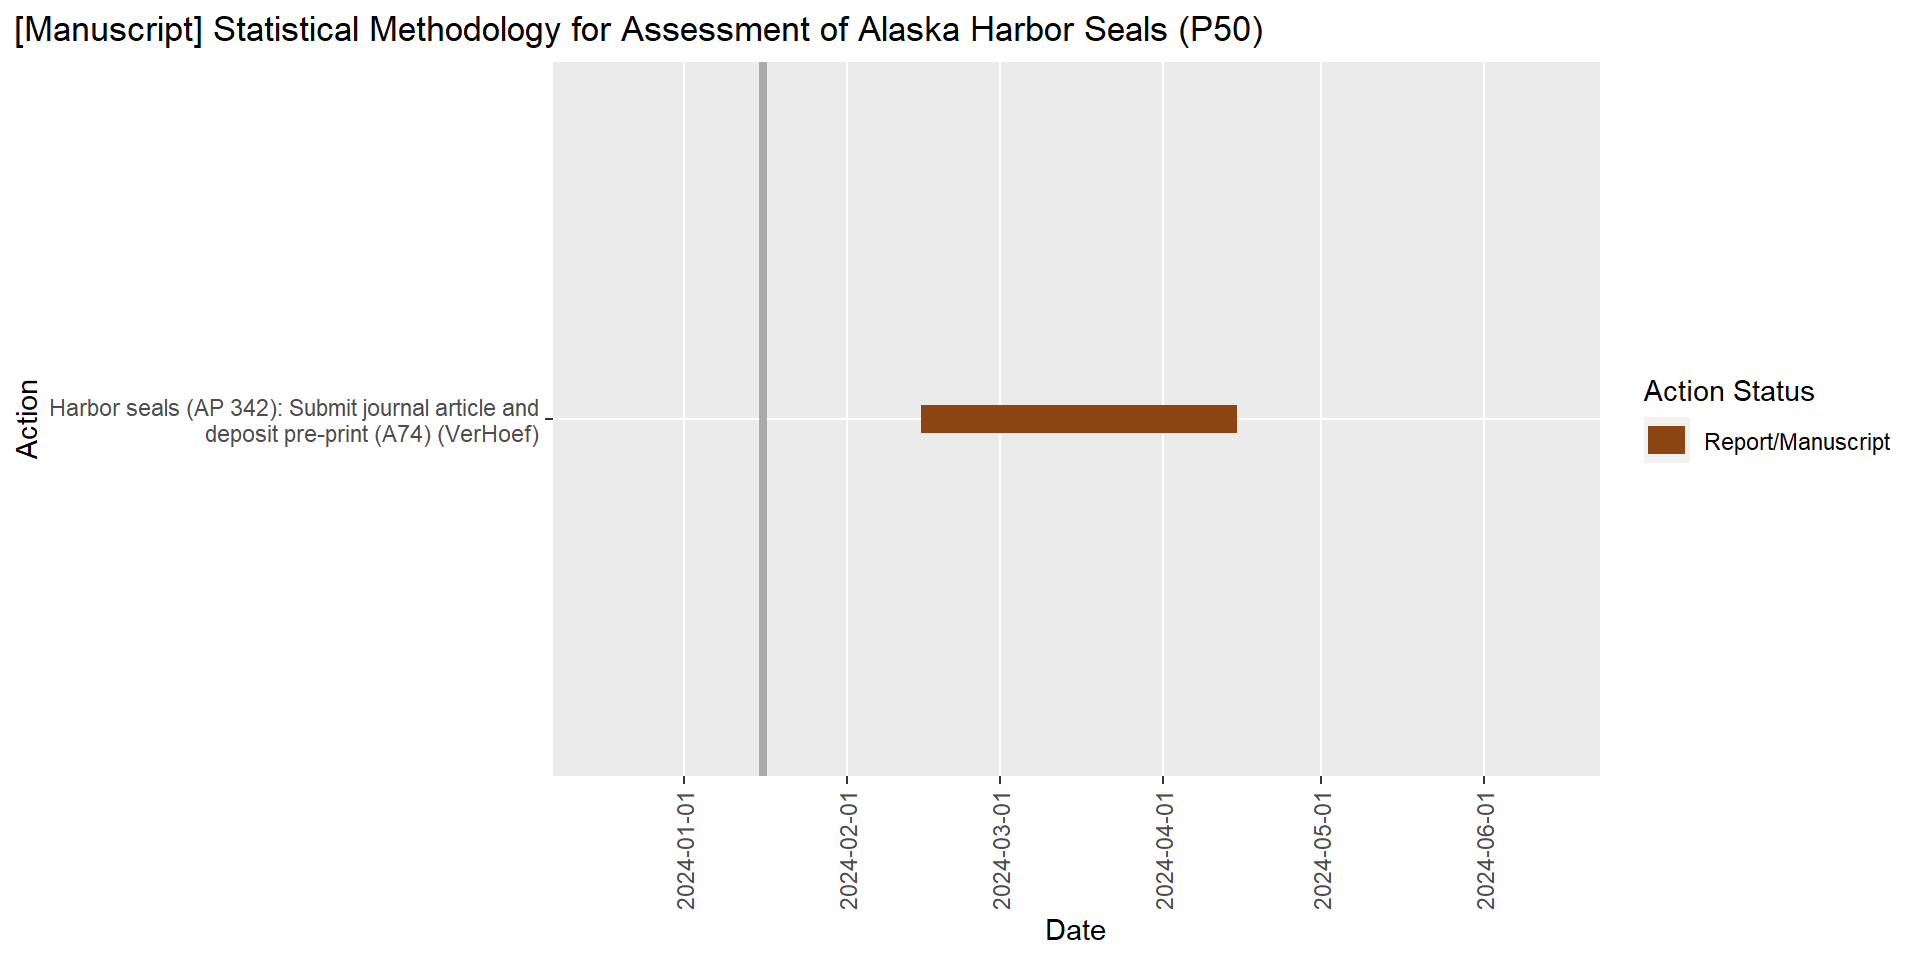 [Manuscript] Statistical Methodology for Assessment of Alaska Harbor Seals (P50)
Action
Harbor seals (AP 342): Submit journal article and
deposit pre-print (A74) (VerHoef)
2024-01-01
2024-02-01
2024-03-01
2024-04-01
2024-05-01
2024-06-01
Date
Action Status
Report/Manuscript